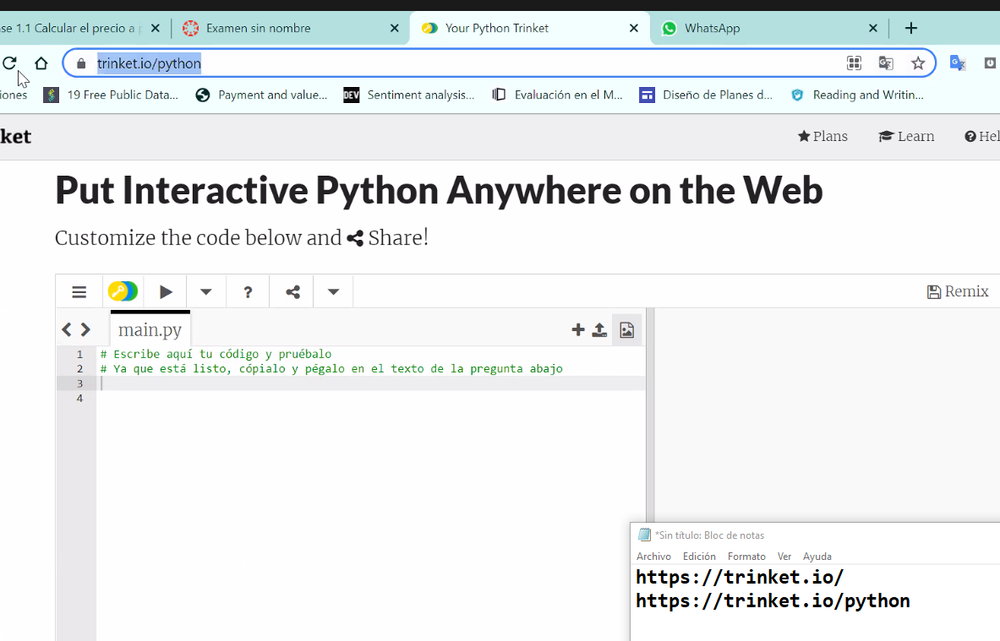 se 1.1 Calcular el precio a p
Examen sin nombre
Your Python Trinket
WhatsApp
trinket.io/python
iones
19 Free Public Data...
Payment and value...
DEV
Sentiment analysis...
Evaluación en el M...
Diseño de Planes d...
Reading and Writin...
ket
Plans
Learn
Hel
Put Interactive Python Anywhere on the Web
Customize the code below and Share!
?
Remix
main.py
1 # Escribe aquí tu código y pruébalo
2 # Ya que está listo, cópialo y pégalo en el texto de la pregunta abajo
3
4
*Sin título: Bloc de notas
Archivo Edición Formato Ver Ayuda
https://trinket.io/
https://trinket.io/python